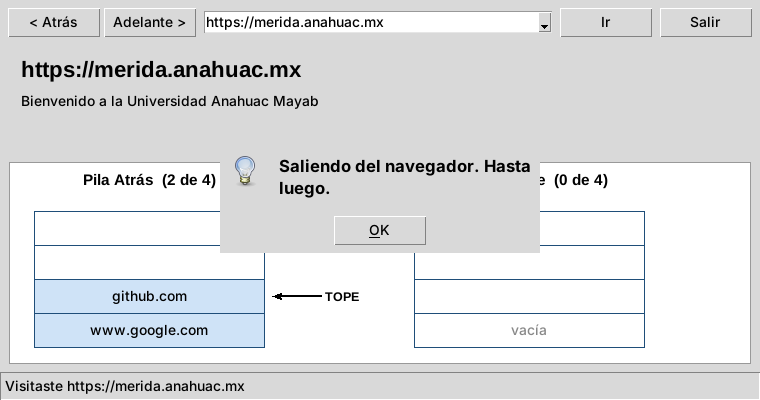 < Atrás
Adelante >
https://merida.anahuac.mx
Ir
Salir
https://merida.anahuac.mx
Bienvenido a la Universidad Anahuac Mayab
Saliendo del navegador. Hasta
luego.
OK
Pila Atrás (2 de 4)
e (0 de 4)
github.com
TOPE
www.google.com
vacía
Visitaste https://merida.anahuac.mx